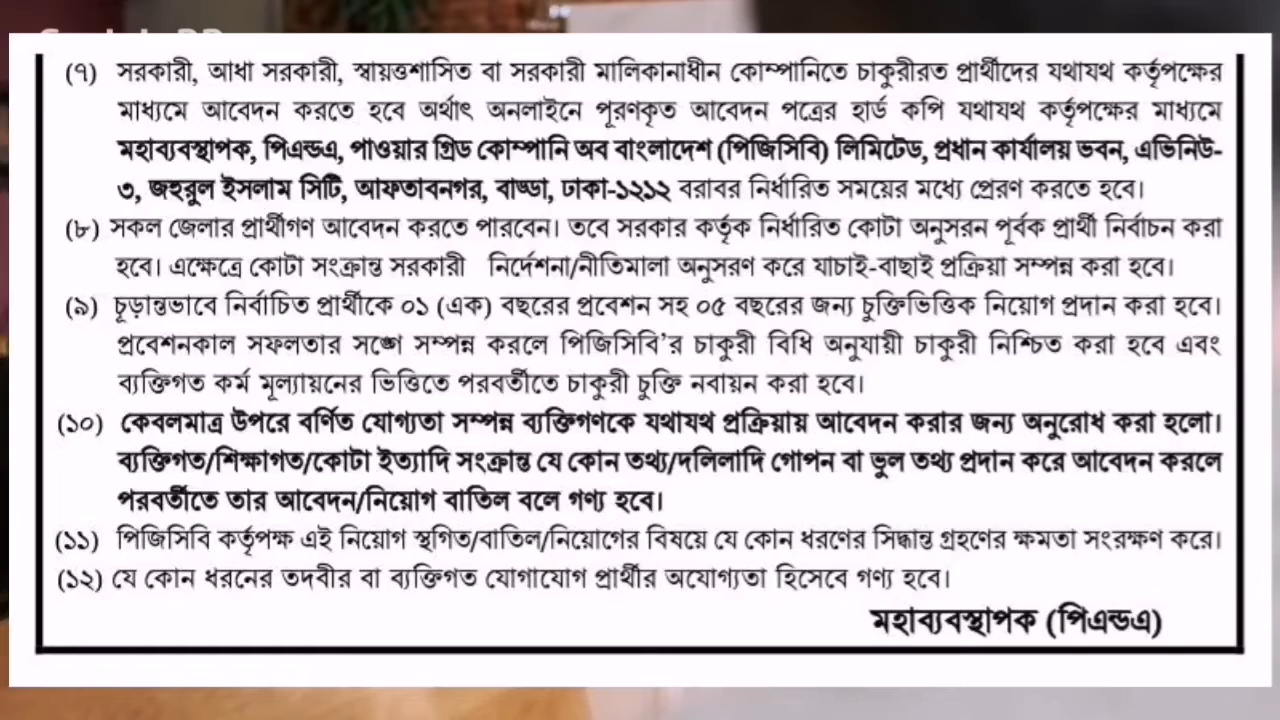 (৭) সরকারী, আধা সরকারী, স্বায়ত্তশাসিত বা সরকারী মালিকানাধীন কোম্পানিতে চাকুরীরত প্রার্থীদের যথাযথ কর্তৃপক্ষের
মাধ্যমে আবেদন করতে হবে অর্থাৎ অনলাইনে পূরণকৃত আবেদন পত্রের হার্ড কপি যথাযথ কর্তৃপক্ষের মাধ্যমে
মহাব্যবস্থাপক, পিএন্ডএ, পাওয়ার গ্রিড কোম্পানি অব বাংলাদেশ (পিজিসিবি) লিমিটেড, প্রধান কার্যালয় ভবন, এভিনিউ-
৩, জহুরুল ইসলাম সিটি, আফতাবনগর, বাড্ডা, ঢাকা-১২১২ বরাবর নির্ধারিত সময়ের মধ্যে প্রেরণ করতে হবে।
(৮) সকল জেলার প্রার্থীগণ আবেদন করতে পারবেন। তবে সরকার কর্তৃক নির্ধারিত কোটা অনুসরন পূর্বক প্রার্থী নির্বাচন করা
হবে। এক্ষেত্রে কোটা সংক্রান্ত সরকারী নির্দেশনা/নীতিমালা অনুসরণ করে যাচাই-বাছাই প্রক্রিয়া সম্পন্ন করা হবে।
(৯) চূড়ান্তভাবে নির্বাচিত প্রার্থীকে ০১ (এক) বছরের প্রবেশন সহ ০৫ বছরের জন্য চুক্তিভিত্তিক নিয়োগ প্রদান করা হবে।
প্রবেশনকাল সফলতার সঙ্গে সম্পন্ন করলে পিজিসিবি’র চাকুরী বিধি অনুযায়ী চাকুরী নিশ্চিত করা হবে এবং
ব্যক্তিগত কর্ম মূল্যায়নের ভিত্তিতে পরবর্তীতে চাকুরী চুক্তি নবায়ন করা হবে।
(১০) কেবলমাত্র উপরে বর্ণিত যোগ্যতা সম্পন্ন ব্যক্তিগণকে যথাযথ প্রক্রিয়ায় আবেদন করার জন্য অনুরোধ করা হলো।
ব্যক্তিগত/শিক্ষাগত/কোটা ইত্যাদি সংক্রান্ত যে কোন তথ্য/দলিলাদি গোপন বা ভুল তথ্য প্রদান করে আবেদন করলে
পরবর্তীতে তার আবেদন/নিয়োগ বাতিল বলে গণ্য হবে।
(১১) পিজিসিবি কর্তৃপক্ষ এই নিয়োগ স্থগিত/বাতিল/নিয়োগের বিষয়ে যে কোন ধরণের সিদ্ধান্ত গ্রহণের ক্ষমতা সংরক্ষণ করে।
(১২) যে কোন ধরনের তদবীর বা ব্যক্তিগত যোগাযোগ প্রার্থীর অযোগ্যতা হিসেবে গণ্য হবে।
মহাব্যবস্থাপক (পিএন্ডএ)